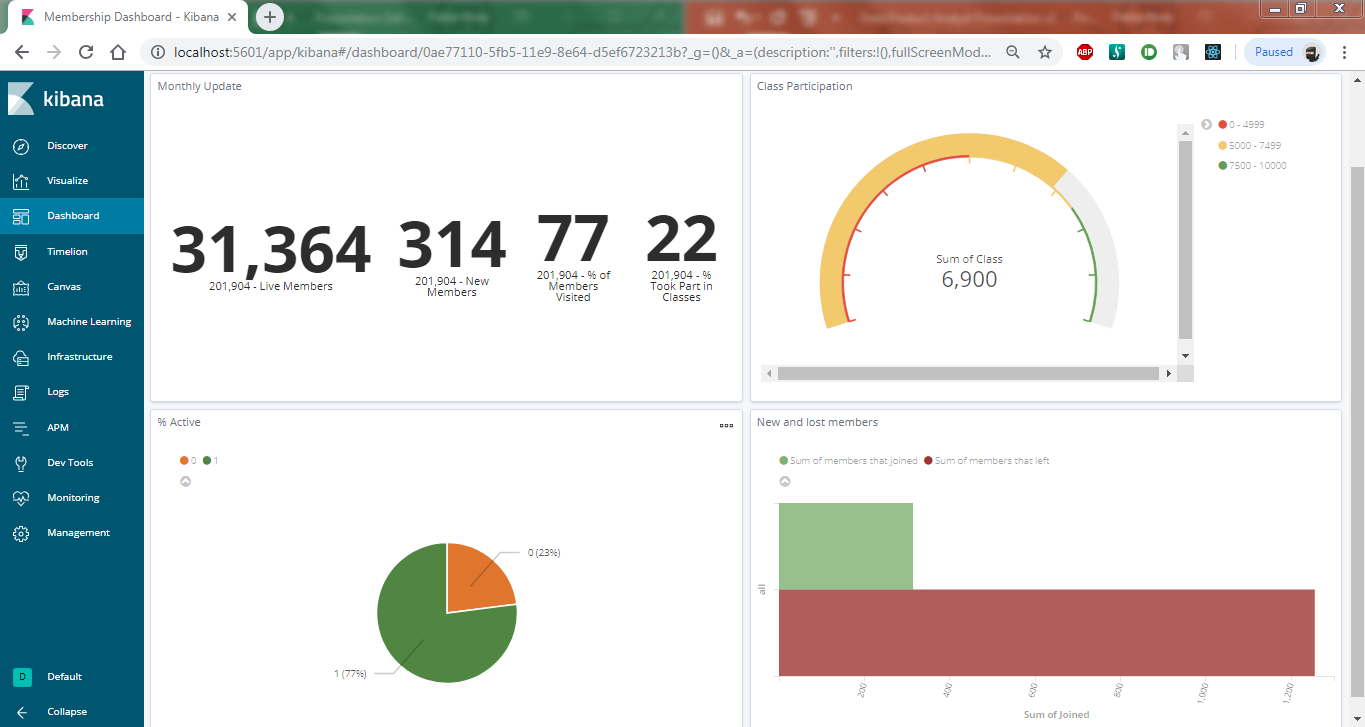 Membership Dashboard - Kibana
localhost:5601/app/kibana#/dashboard/0ae77110-5fb5-11e9-8e64-d5ef6723213b?_g=()&_a=(description:'',filters:!(),fullScreenMod...
ABP
Paused
kibana
Discover
Visualize
Dashboard
Timelion
Canvas
Machine Learning
Infrastructure
Logs
APM
Dev Tools
Monitoring
Management
D Default
Collapse
Monthly Update
31,364
201,904 - Live Members
314
201,904 - New
Members
77
201,904 - % of
Members
Visited
22
201,904 - %
Took Part in
Classes
Class Participation
0 - 4999
5000 - 7499
7500 - 10000
Sum of Class
6,900
% Active
0 1
0 (23%)
1 (77%)
New and lost members
Sum of members that joined Sum of members that left
all
200 400 600 800 1,000 1,200
Sum of Joined